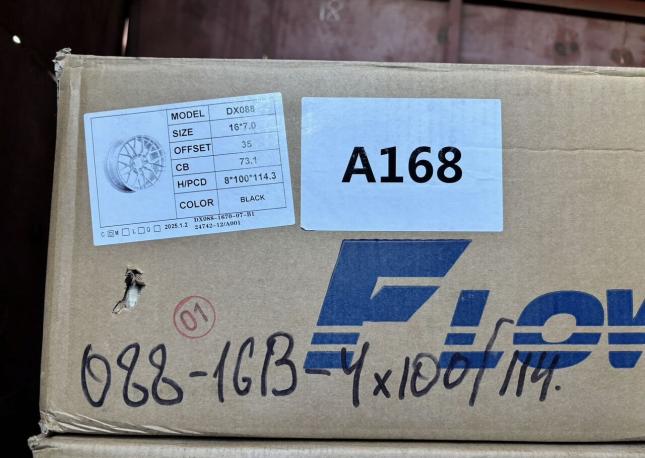 18
MODEL DX088
SIZE 16*7.0
OFFSET 35
CB 73.1
H/PCD 8*100*114.3
COLOR BLACK
DX088-1670-07-B1
C M L Q 2025.1.2 24742-12/A001
A168
FLOW
01
088-16B-4x100/114.